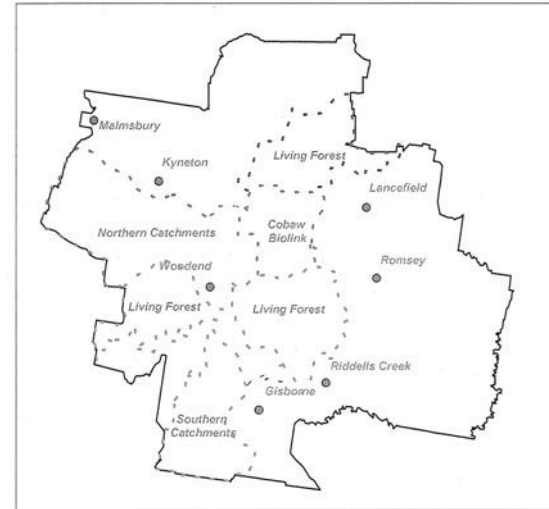 Malmsbury
Living Forest
Kyneton
Lancefield
Cobaw
Biolink
Northern Catchments
Woodend
Romsey
Living Forest
Living Forest
Riddells Creek
Gisborne
Southern
Catchments